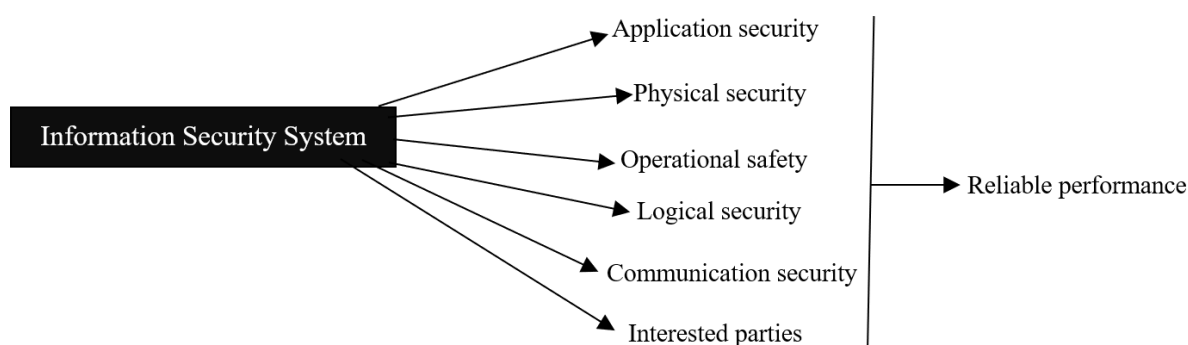 Information Security System
Application security
Physical security
Operational safety
Logical security
Communication security
Interested parties
Reliable performance